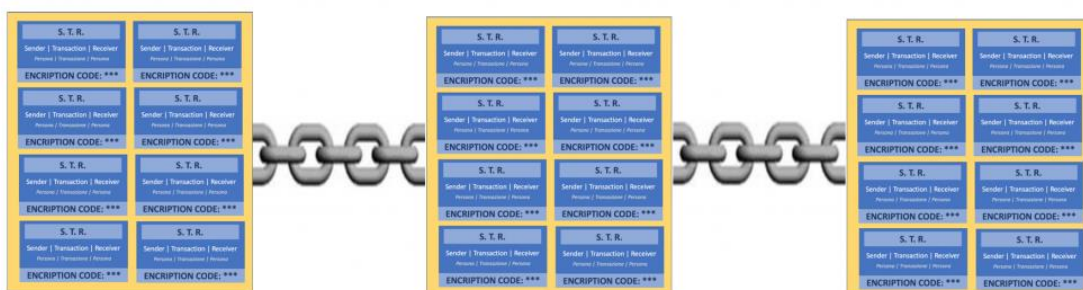 S. T. R.
Sender | Transaction | Receiver
Persona / Transazione / Persona
ENCRIPTION CODE: ***
S. T. R.
Sender | Transaction | Receiver
Persona / Transazione / Persona
ENCRIPTION CODE: ***
S. T. R.
Sender | Transaction | Receiver
Persona / Transazione / Persona
ENCRIPTION CODE: ***
S. T. R.
Sender | Transaction | Receiver
Persona / Transazione / Persona
ENCRIPTION CODE: ***
S. T. R.
Sender | Transaction | Receiver
Persona / Transazione / Persona
ENCRIPTION CODE: ***
S. T. R.
Sender | Transaction | Receiver
Persona / Transazione / Persona
ENCRIPTION CODE: ***
S. T. R.
Sender | Transaction | Receiver
Persona / Transazione / Persona
ENCRIPTION CODE: ***
S. T. R.
Sender | Transaction | Receiver
Persona / Transazione / Persona
ENCRIPTION CODE: ***
S. T. R.
Sender | Transaction | Receiver
Persona / Transazione / Persona
ENCRIPTION CODE: ***
S. T. R.
Sender | Transaction | Receiver
Persona / Transazione / Persona
ENCRIPTION CODE: ***
S. T. R.
Sender | Transaction | Receiver
Persona / Transazione / Persona
ENCRIPTION CODE: ***
S. T. R.
Sender | Transaction | Receiver
Persona / Transazione / Persona
ENCRIPTION CODE: ***
S. T. R.
Sender | Transaction | Receiver
Persona / Transazione / Persona
ENCRIPTION CODE: ***
S. T. R.
Sender | Transaction | Receiver
Persona / Transazione / Persona
ENCRIPTION CODE: ***
S. T. R.
Sender | Transaction | Receiver
Persona / Transazione / Persona
ENCRIPTION CODE: ***
S. T. R.
Sender | Transaction | Receiver
Persona / Transazione / Persona
ENCRIPTION CODE: ***
S. T. R.
Sender | Transaction | Receiver
Persona / Transazione / Persona
ENCRIPTION CODE: ***
S. T. R.
Sender | Transaction | Receiver
Persona / Transazione / Persona
ENCRIPTION CODE: ***
S. T. R.
Sender | Transaction | Receiver
Persona / Transazione / Persona
ENCRIPTION CODE: ***
S. T. R.
Sender | Transaction | Receiver
Persona / Transazione / Persona
ENCRIPTION CODE: ***
S. T. R.
Sender | Transaction | Receiver
Persona / Transazione / Persona
ENCRIPTION CODE: ***
S. T. R.
Sender | Transaction | Receiver
Persona / Transazione / Persona
ENCRIPTION CODE: ***
S. T. R.
Sender | Transaction | Receiver
Persona / Transazione / Persona
ENCRIPTION CODE: ***
S. T. R.
Sender | Transaction | Receiver
Persona / Transazione / Persona
ENCRIPTION CODE: ***